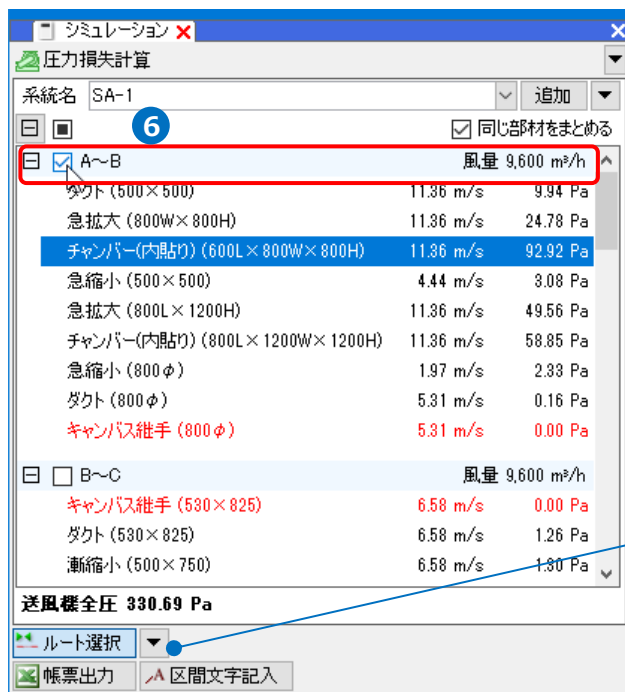 シミュレーション
圧力損失計算
系統名 SA-1 追加
6 同じ部材をまとめる
A～B 風量 9,600 m³/h
ダクト (500×500) 11.36 m/s 9.94 Pa
急拡大 (800W×800H) 11.36 m/s 24.78 Pa
チャンバー(内貼り) (600L×800W×800H) 11.36 m/s 92.92 Pa
急縮小 (500×500) 4.44 m/s 3.08 Pa
急拡大 (800L×1200H) 11.36 m/s 49.56 Pa
チャンバー(内貼り) (800L×1200W×1200H) 11.36 m/s 58.85 Pa
急縮小 (800φ) 1.97 m/s 2.33 Pa
ダクト (800φ) 5.31 m/s 0.16 Pa
キャンバス継手 (800φ) 5.31 m/s 0.00 Pa
B～C 風量 9,600 m³/h
キャンバス継手 (530×825) 6.58 m/s 0.00 Pa
ダクト (530×825) 6.58 m/s 1.26 Pa
漸縮小 (500×750) 6.58 m/s 1.30 Pa
送風機全圧 330.69 Pa
ルート選択
帳票出力 区間文字記入